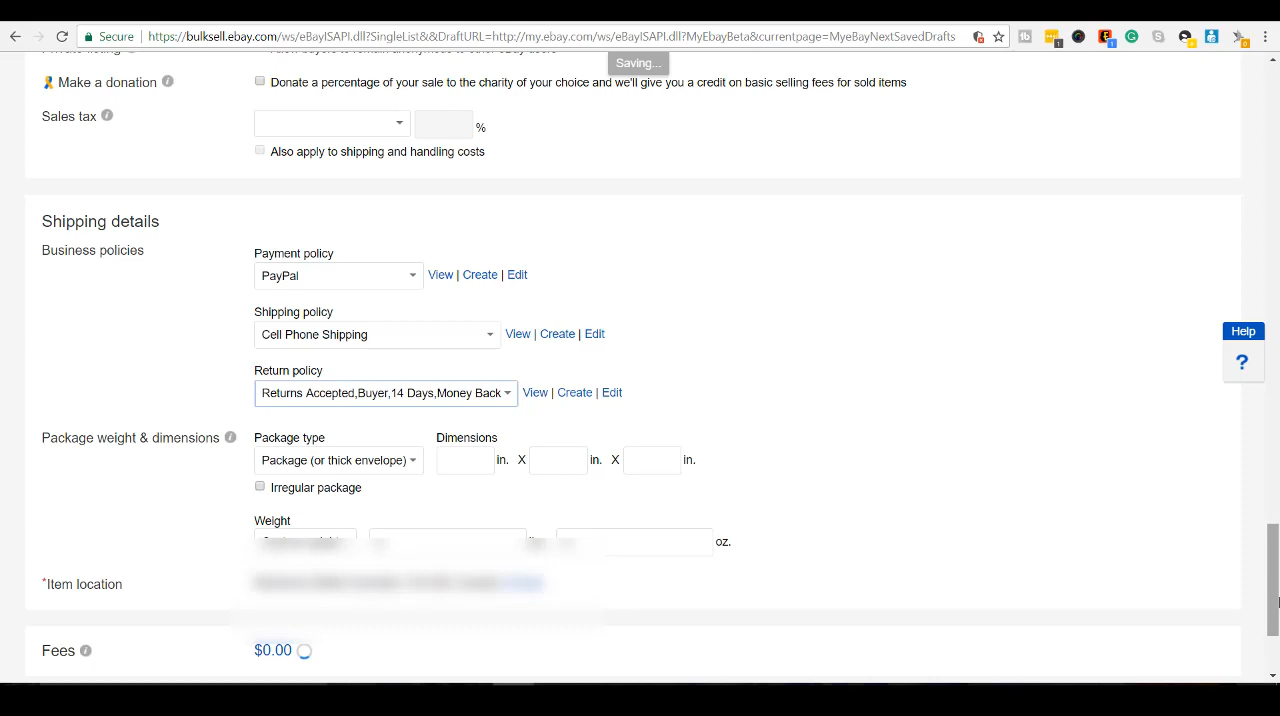 Secure
https://bulksell.ebay.com/ws/eBayISAPI.dll?SingleList&&DraftURL=http://my.ebay.com/ws/eBayISAPI.dll?MyEbayBeta&currentpage=MyeBayNextSavedDrafts
Saving...
Make a donation
Donate a percentage of your sale to the charity of your choice and we'll give you a credit on basic selling fees for sold items
Sales tax
%
Also apply to shipping and handling costs
Shipping details
Business policies
Payment policy
PayPal
View | Create | Edit
Shipping policy
Cell Phone Shipping
View | Create | Edit
Help
?
Return policy
Returns Accepted,Buyer,14 Days,Money Back
View | Create | Edit
Package weight & dimensions
Package type
Dimensions
Package (or thick envelope)
in. X in. X in.
Irregular package
Weight
oz.
*Item location
Fees
$0.00